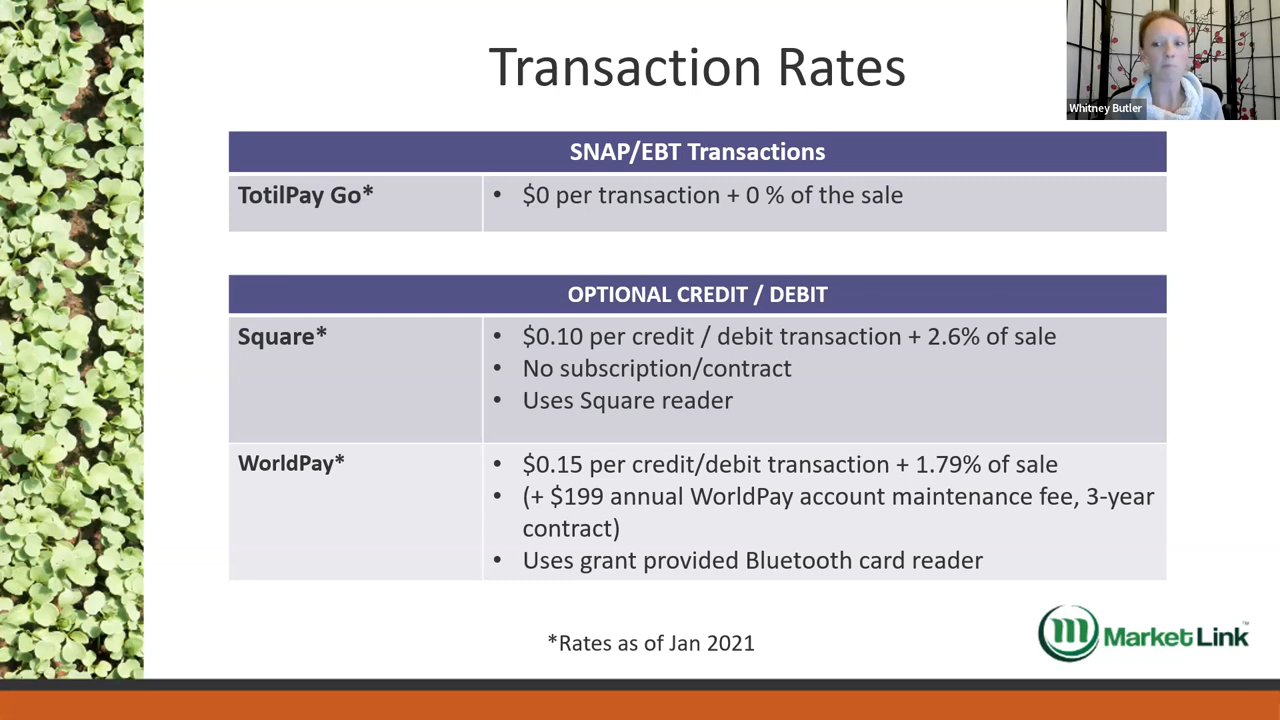 Transaction Rates
Whitney Butler
SNAP/EBT Transactions
TotilPay Go*
• $0 per transaction + 0 % of the sale
OPTIONAL CREDIT / DEBIT
Square*
• $0.10 per credit / debit transaction + 2.6% of sale
• No subscription/contract
• Uses Square reader
WorldPay*
• $0.15 per credit/debit transaction + 1.79% of sale
• (+ $199 annual WorldPay account maintenance fee, 3-year
contract)
• Uses grant provided Bluetooth card reader
*Rates as of Jan 2021
Market Link™